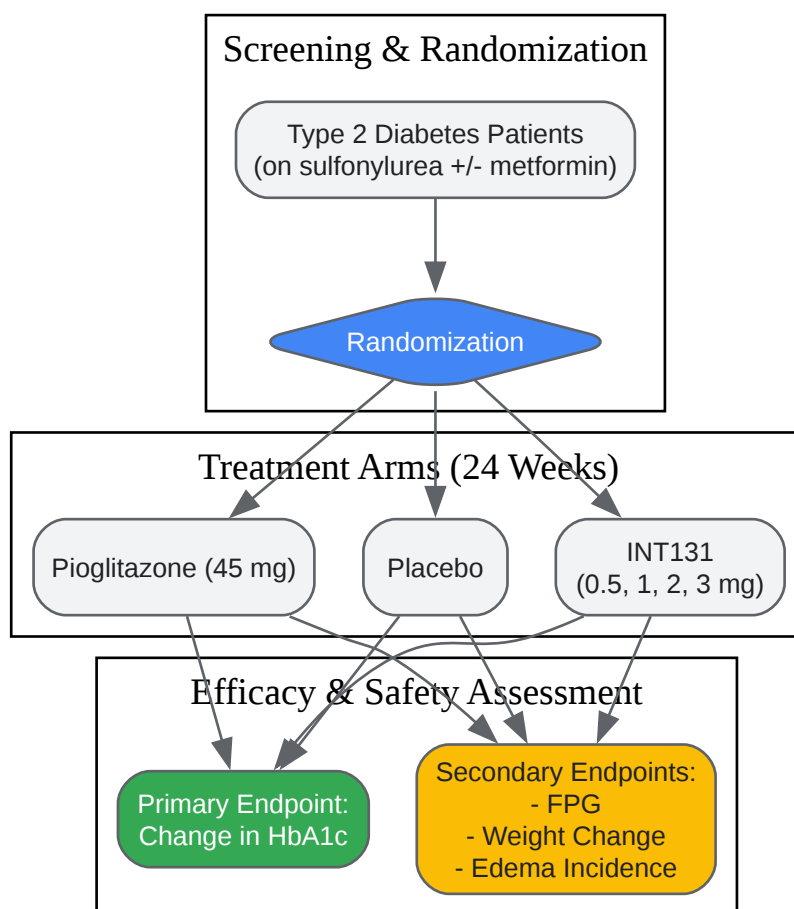 Screening & Randomization
Type 2 Diabetes Patients
(on sulfonylurea +/- metformin)
Randomization
Treatment Arms (24 Weeks)
Pioglitazone (45 mg)
Placebo
INT131
(0.5, 1, 2, 3 mg)
Efficacy & Safety Assessment
Primary Endpoint:
Change in HbA1c
Secondary Endpoints:
- FPG
- Weight Change
- Edema Incidence